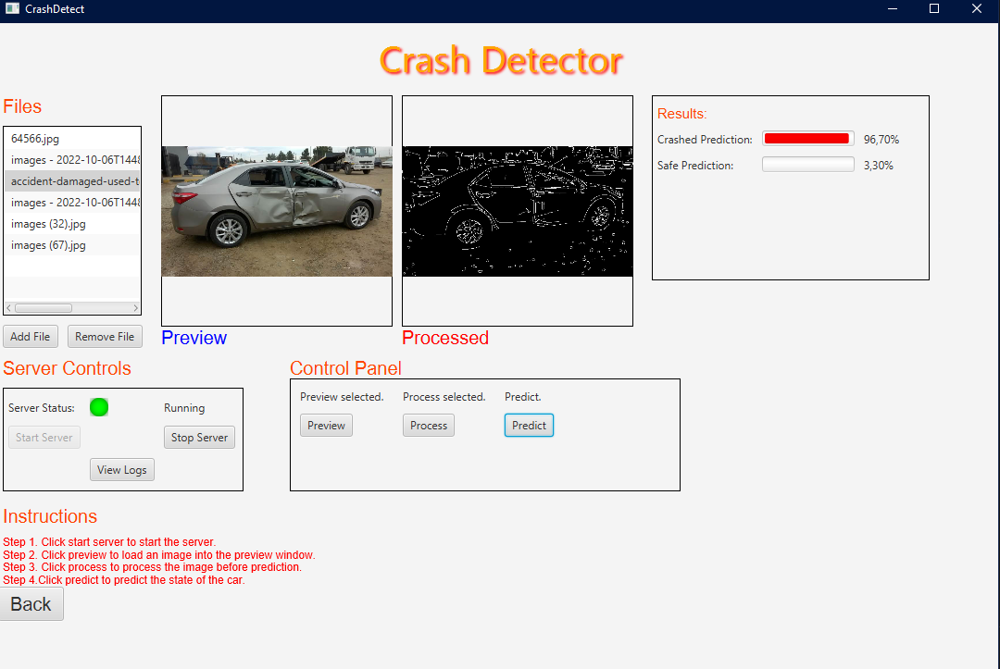 CrashDetect
Crash Detector
Files
64566.jpg
images - 2022-10-06T1448
accident-damaged-used-t
images - 2022-10-06T1448
images (32).jpg
images (67).jpg
Add File
Remove File
Preview
Processed
Results:
Crashed Prediction: 96,70%
Safe Prediction: 3,30%
Server Controls
Server Status: Running
Start Server
Stop Server
View Logs
Control Panel
Preview selected. Process selected. Predict.
Preview Process Predict
Instructions
Step 1. Click start server to start the server.
Step 2. Click preview to load an image into the preview window.
Step 3. Click process to process the image before prediction.
Step 4.Click predict to predict the state of the car.
Back